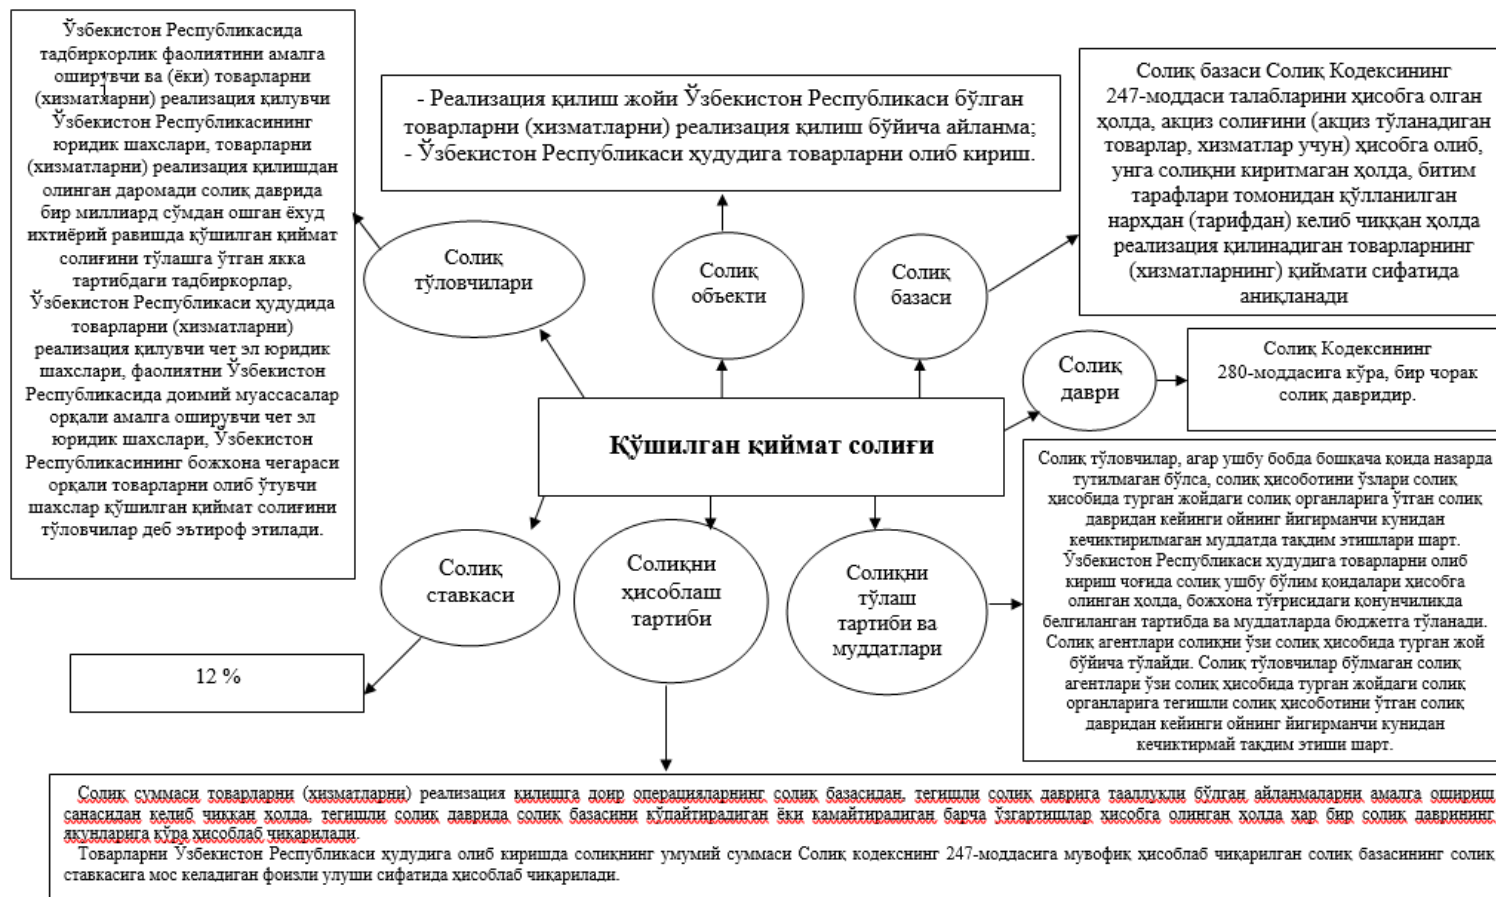 Ўзбекистон Республикасида
тадбиркорлик фаолиятини амалга
оширувчи ва (ёки) товарларни
(хизматларни) реализация қилувчи
Ўзбекистон Республикасининг
юридик шахслари, товарларни
(хизматларни) реализация қилишдан
олинган даромади солиқ даврида
бир миллиард сўмдан ошган ёхуд
ихтиёрий равишда қўшилган қиймат
солиғини тўлашга ўтган якка
тартибдаги тадбиркорлар,
Ўзбекистон Республикаси ҳудудида
товарларни (хизматларни)
реализация қилувчи чет эл юридик
шахслари, фаолиятни Ўзбекистон
Республикасида доимий муассасалар
орқали амалга оширувчи чет эл
юридик шахслари, Ўзбекистон
Республикасининг божхона чегараси
орқали товарларни олиб ўтувчи
шахслар қўшилган қиймат солиғини
тўловчилар деб эътироф этилади.
- Реализация қилиш жойи Ўзбекистон Республикаси бўлган
товарларни (хизматларни) реализация қилиш бўйича айланма;
- Ўзбекистон Республикаси ҳудудига товарларни олиб кириш.
Солиқ базаси Солиқ Кодексининг
247-моддаси талабларини ҳисобга олган
ҳолда, акциз солиғини (акциз тўланадиган
товарлар, хизматлар учун) ҳисобга олиб,
унга солиқни киритмаган ҳолда, битим
тарафлари томонидан қўлланилган
нархдан (тарифдан) келиб чиққан ҳолда
реализация қилинадиган товарларнинг
(хизматларнинг) қиймати сифатида
аниқланади
Солиқ
тўловчилари
Солиқ
объекти
Солиқ
базаси
Солиқ
даври
Солиқ Кодексининг
280-моддасига кўра, бир чорак
солиқ давридир.
Қўшилган қиймат солиғи
Солиқ
ставкаси
Солиқни
ҳисоблаш
тартиби
Солиқни
тўлаш
тартиби ва
муддатлари
Солиқ тўловчилар, агар ушбу бобда бошқача қоида назарда
тутилмаган бўлса, солиқ ҳисоботини ўзлари солиқ
ҳисобида турган жойдаги солиқ органларига ўтган солиқ
давридан кейинги ойнинг йигирманчи кунидан
кечиктирилмаган муддатда тақдим этишлари шарт.
Ўзбекистон Республикаси ҳудудига товарларни олиб
кириш чоғида солиқ ушбу бўлим қоидалари ҳисобга
олинган ҳолда, божхона тўғрисидаги қонунчиликда
белгиланган тартибда ва муддатларда бюджетга тўланади.
Солиқ агентлари солиқни ўзи солиқ ҳисобида турган жой
бўйича тўлайди. Солиқ тўловчилар бўлмаган солиқ
агентлари ўзи солиқ ҳисобида турган жойдаги солиқ
органларига тегишли солиқ ҳисоботини ўтган солиқ
давридан кейинги ойнинг йигирманчи кунидан
кечиктирмай тақдим этиши шарт.
12 %
Солиқ суммаси товарларни (хизматларни) реализация қилишга доир операцияларнинг солиқ базасидан, тегишли солиқ даврига тааллуқли бўлган айланмаларни амалга ошириш
санасидан келиб чиққан ҳолда, тегишли солиқ даврида солиқ базасини кўпайтирадиган ёки камайтирадиган барча ўзгартишлар ҳисобга олинган ҳолда ҳар бир солиқ даврининг
якунларига кўра ҳисоблаб чиқарилади.
Товарларни Ўзбекистон Республикаси ҳудудига олиб киришда солиқнинг умумий суммаси Солиқ кодекснинг 247-моддасига мувофиқ ҳисоблаб чиқарилган солиқ базасининг солиқ
ставкасига мос келадиган фоизли улуши сифатида ҳисоблаб чиқарилади.